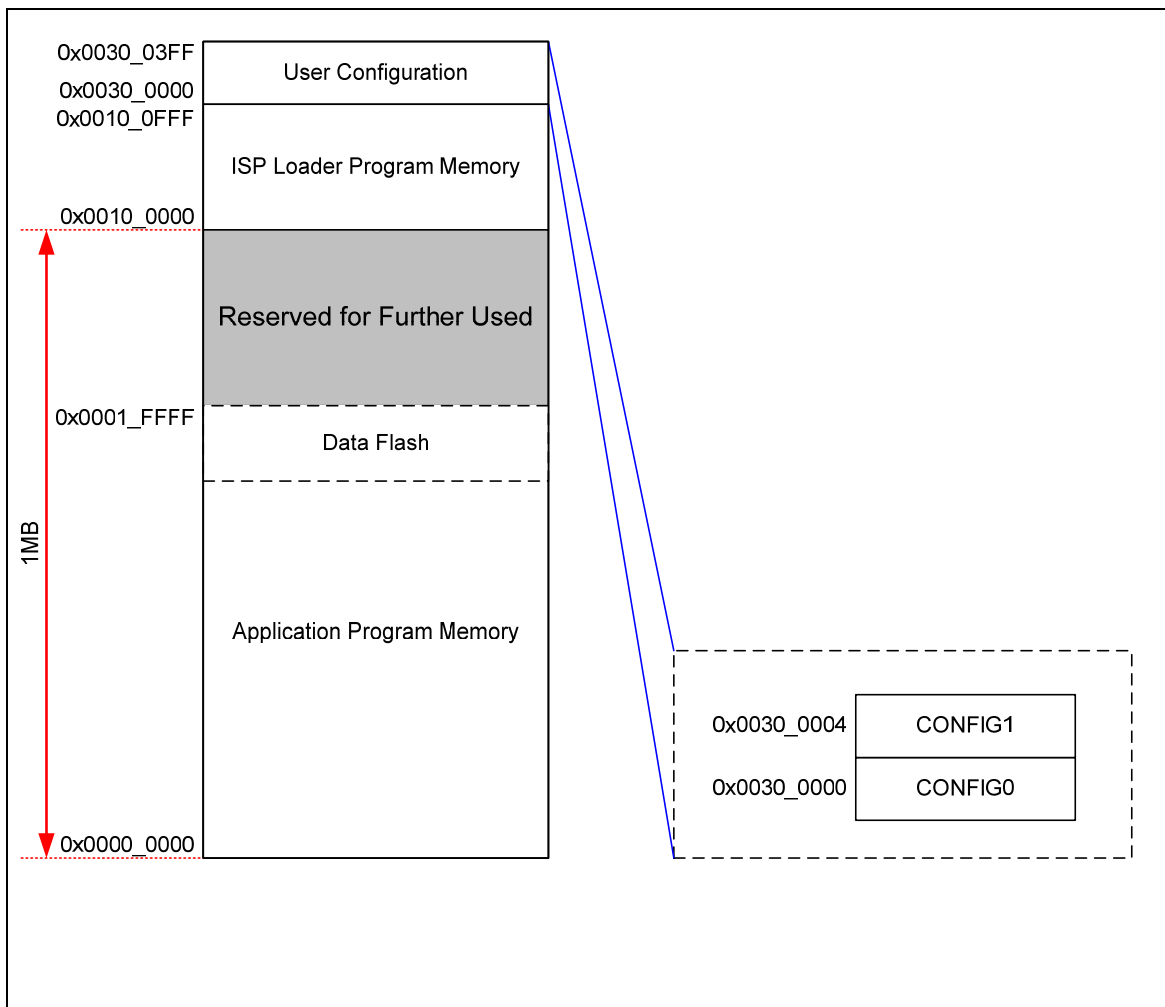 0x0030_03FF
User Configuration
0x0030_0000
0x0010_0FFF
ISP Loader Program Memory
0x0010_0000
Reserved for Further Used
0x0001_FFFF
Data Flash
1MB
Application Program Memory
0x0000_0000
0x0030_0004 CONFIG1
0x0030_0000 CONFIG0